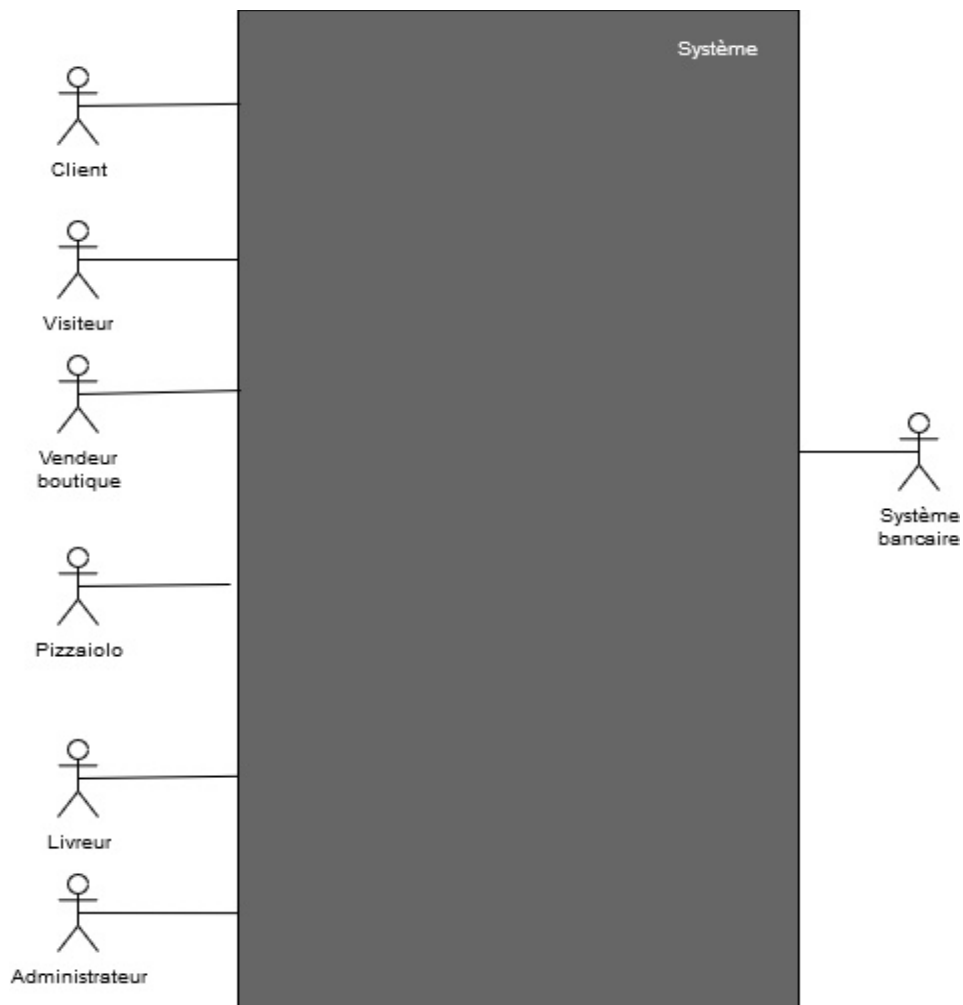 Système
Client
Visiteur
Vendeur
boutique
Système
bancaire
Pizzaiolo
Livreur
Administrateur